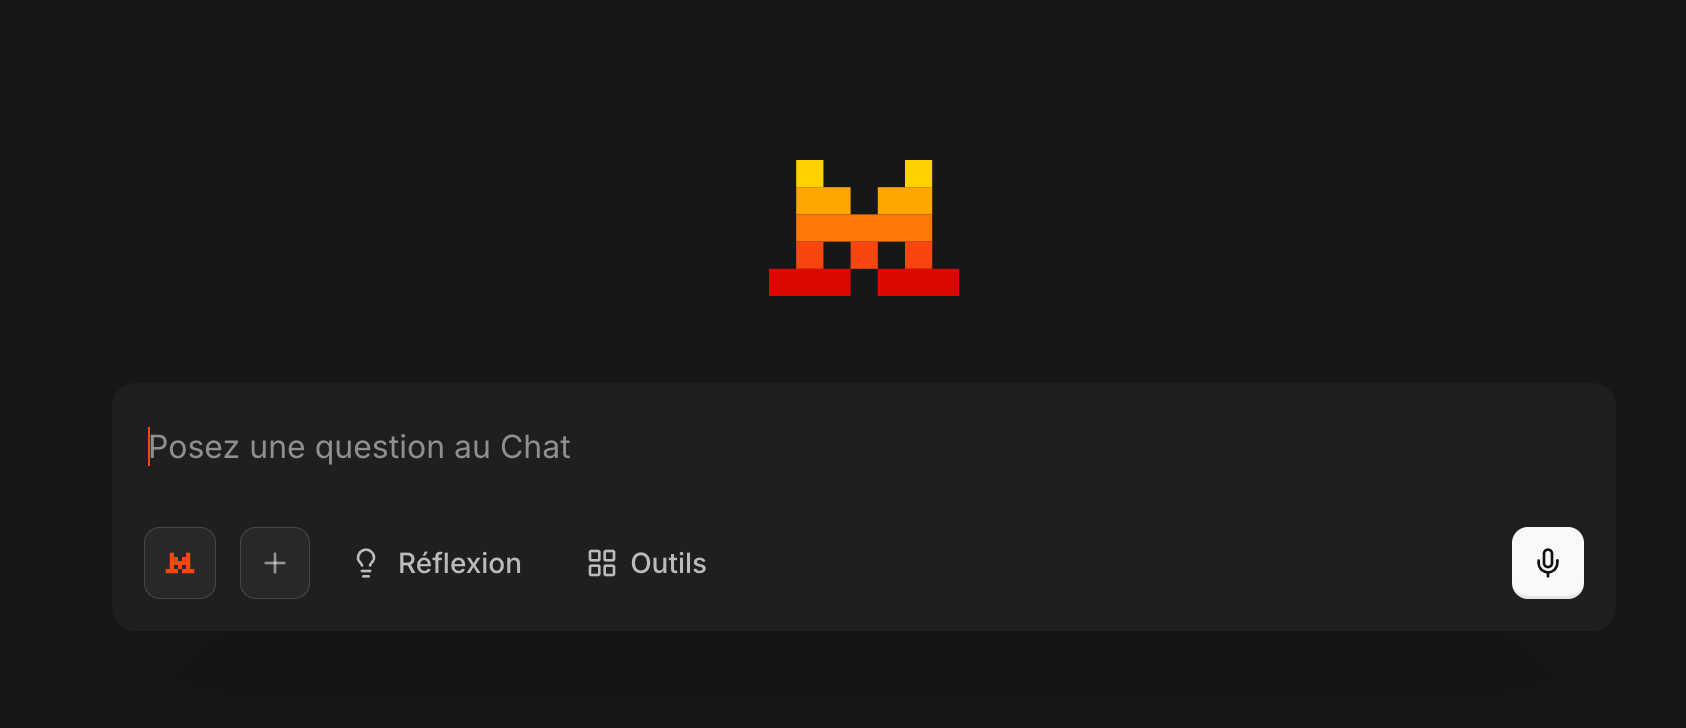 Posez une question au Chat
Réflexion
Outils